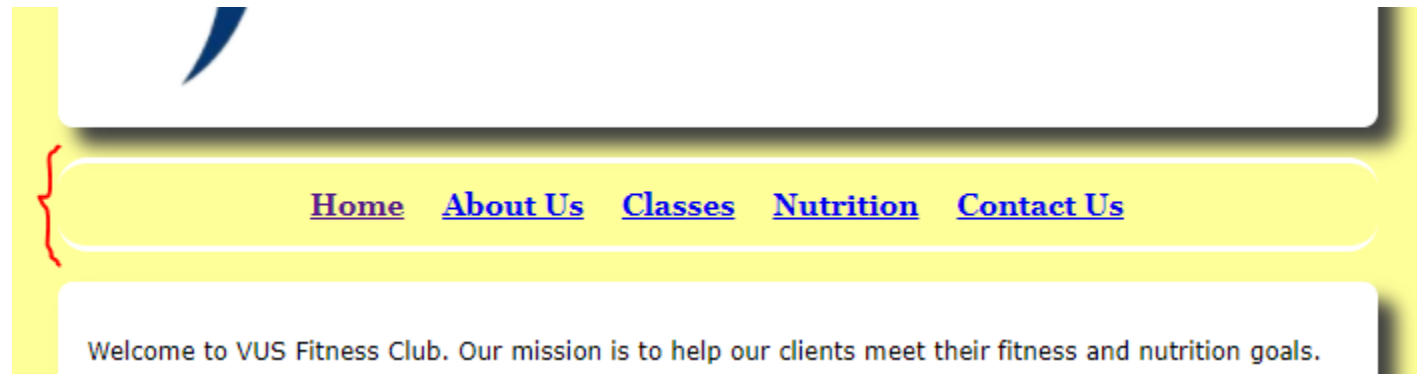 Home About Us Classes Nutrition Contact Us
Welcome to VUS Fitness Club. Our mission is to help our clients meet their fitness and nutrition goals.